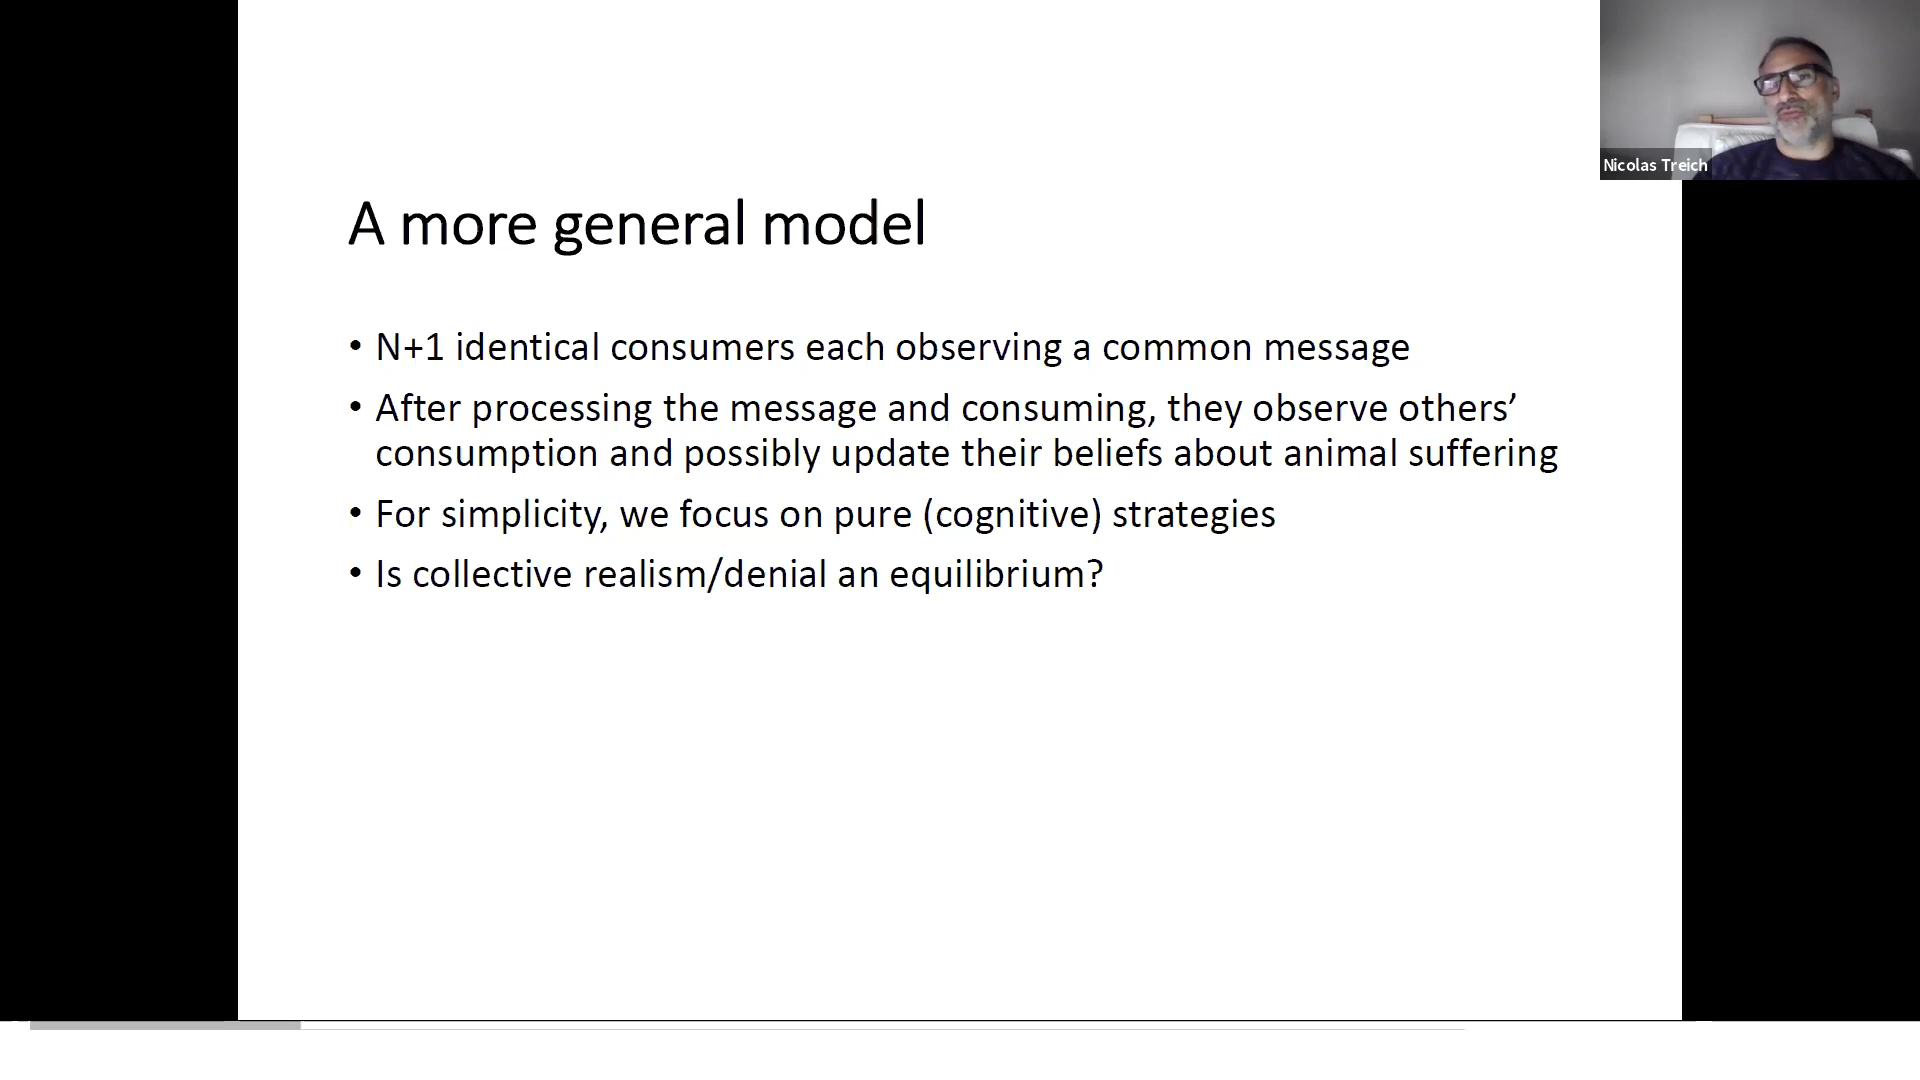 Nicolas Treich
A more general model
• N+1 identical consumers each observing a common message
• After processing the message and consuming, they observe others’
consumption and possibly update their beliefs about animal suffering
• For simplicity, we focus on pure (cognitive) strategies
• Is collective realism/denial an equilibrium?